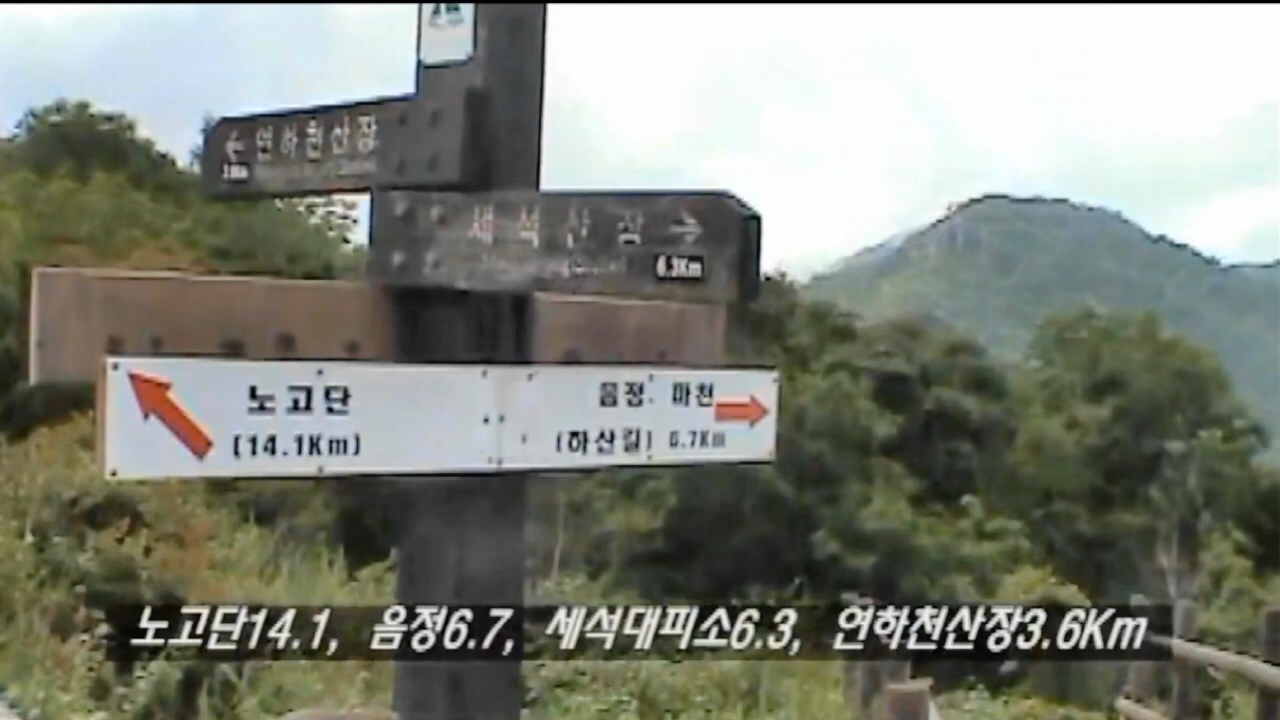 ← 연하천산장
세석산장 →
6.3Km
노고단
(14.1Km)
음정. 마천
(하산길) 6.7Km
노고단14.1, 음정6.7, 세석대피소6.3, 연하천산장3.6Km